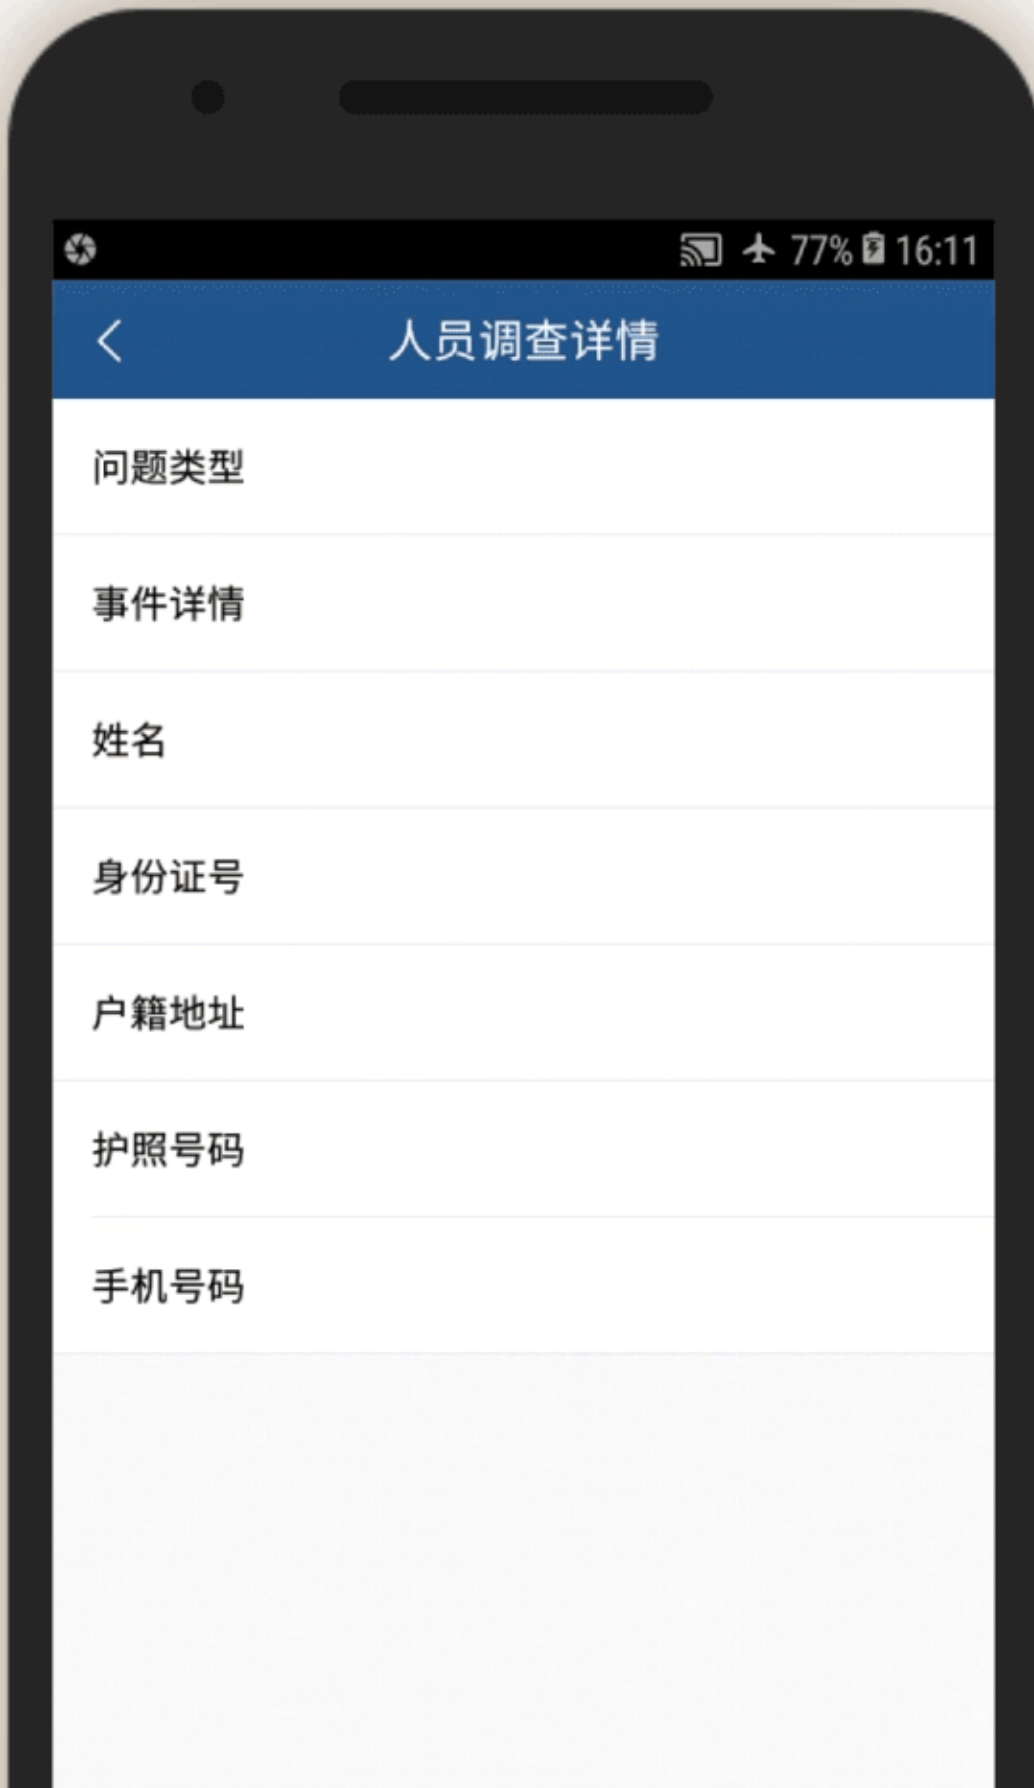 77% 16:11
人员调查详情
问题类型
事件详情
姓名
身份证号
户籍地址
护照号码
手机号码